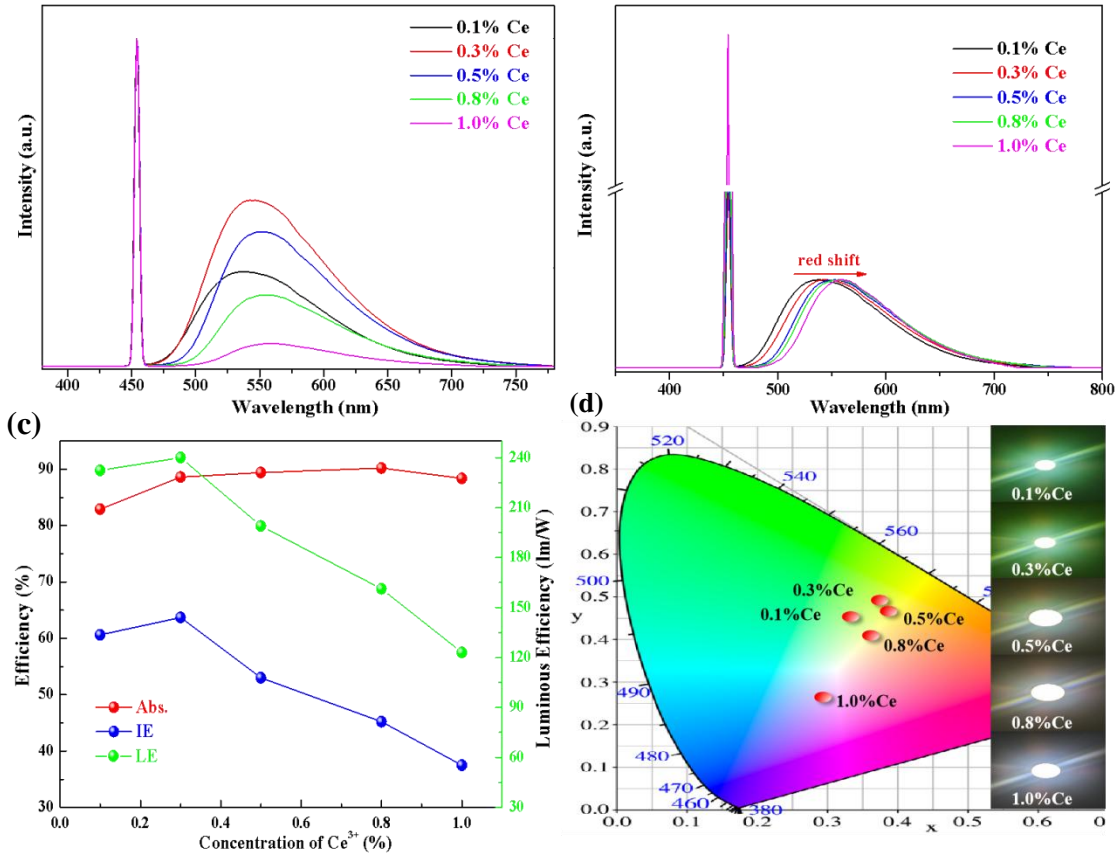 0.1% Ce
0.3% Ce
0.5% Ce
0.8% Ce
1.0% Ce
Intensity (a.u.)
400 450 500 550 600 650 700 750
Wavelength (nm)
0.1% Ce
0.3% Ce
0.5% Ce
0.8% Ce
1.0% Ce
red shift
Intensity (a.u.)
400 500 600 700 800
Wavelength (nm)
(c)
Efficiency (%)
90
80
70
60
50
40
30
Abs.
IE
LE
240
210
180
150
120
90
60
30
Luminous Efficiency (lm/W)
0.0 0.2 0.4 0.6 0.8 1.0
Concentration of Ce³⁺ (%)
(d)
0.9
0.8
0.7
0.6
0.5
y
0.4
0.3
0.2
0.1
0.0
520
540
560
500
490
480
470
460
380
0.3%Ce
0.1%Ce
0.5%Ce
0.8%Ce
1.0%Ce
0.0 0.1 0.2 0.3 0.4 0.5 0.6
x
0.1%Ce
0.3%Ce
0.5%Ce
0.8%Ce
1.0%Ce